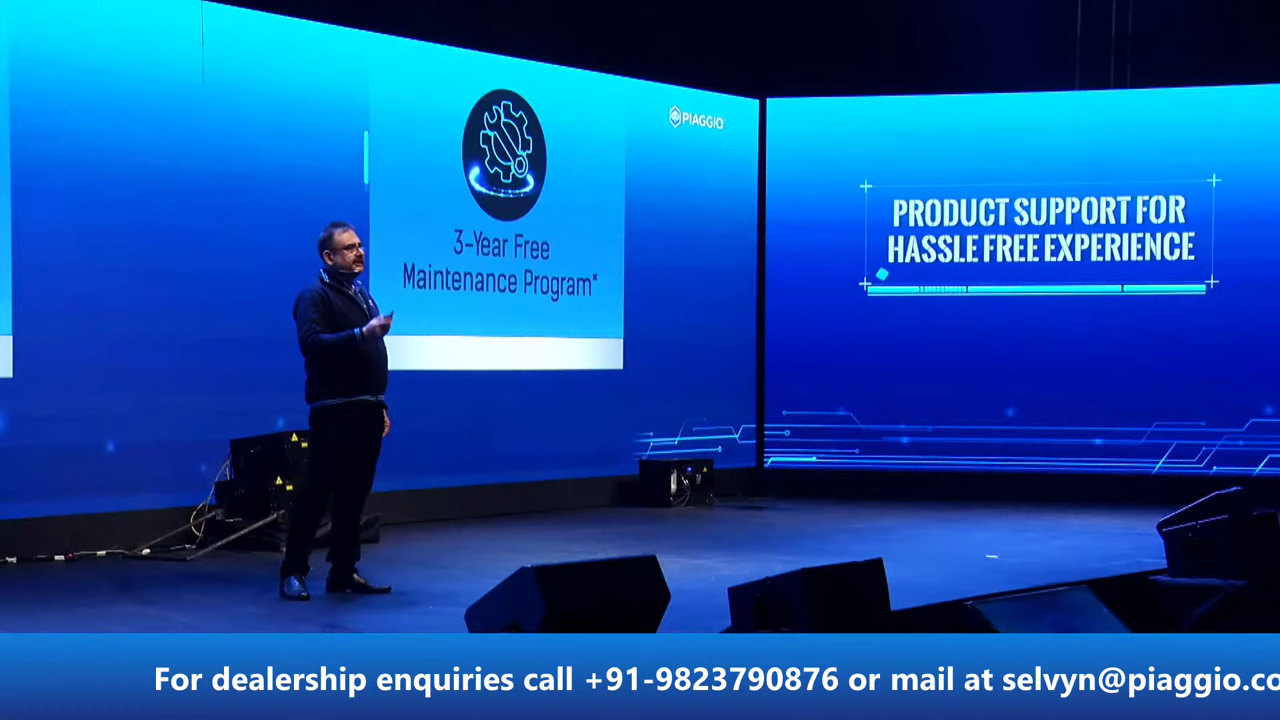 PIAGGIO
3-Year Free
Maintenance Program*
PRODUCT SUPPORT FOR
HASSLE FREE EXPERIENCE
For dealership enquiries call +91-9823790876 or mail at selvyn@piaggio.co